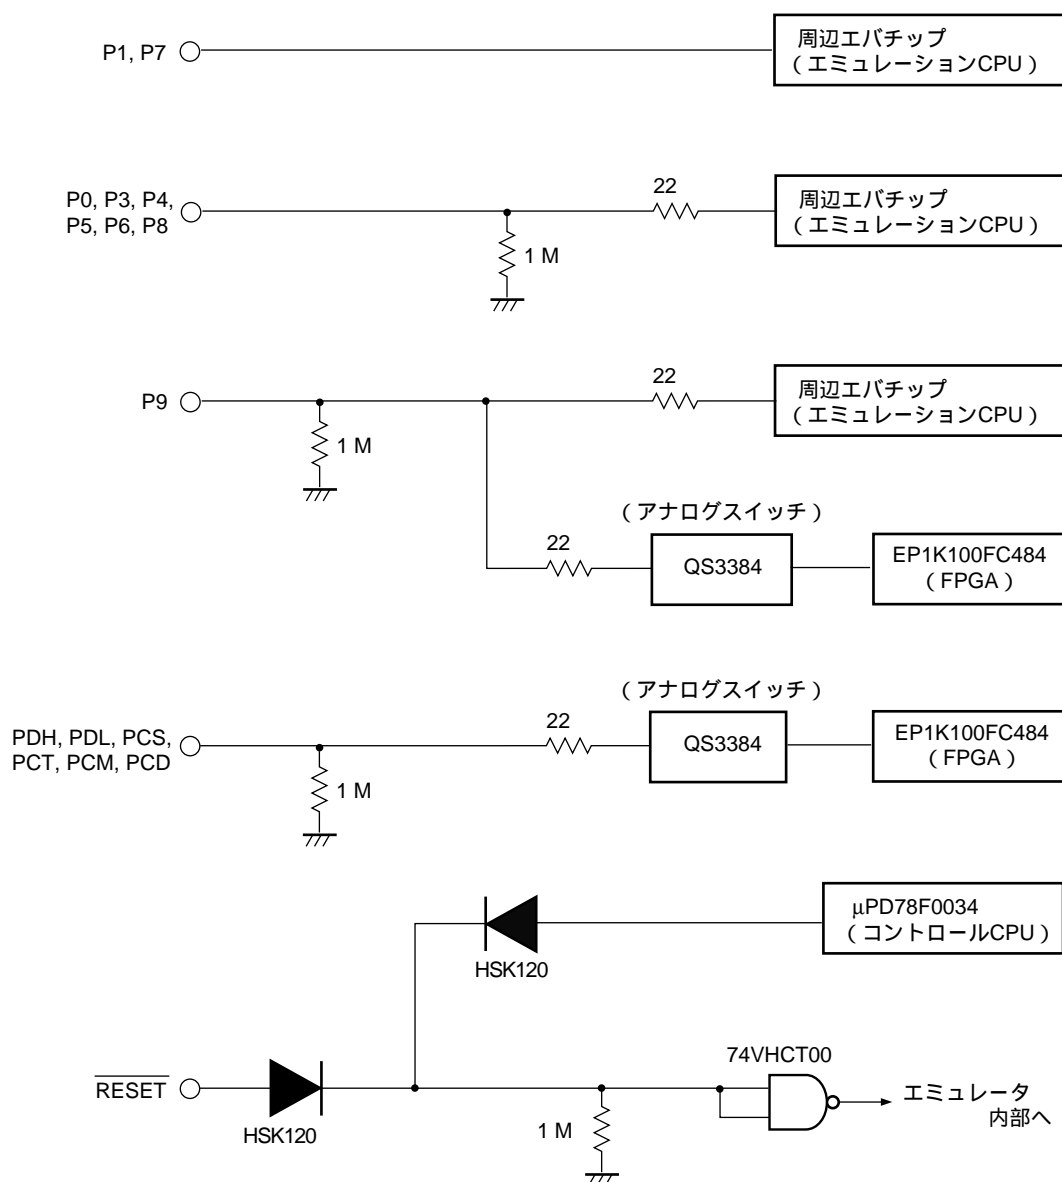 P1, P7
周辺エバチップ
（エミュレーションCPU）
P0, P3, P4,
P5, P6, P8
1 M
22
周辺エバチップ
（エミュレーションCPU）
P9
1 M
22
周辺エバチップ
（エミュレーションCPU）
22
（アナログスイッチ）
QS3384
EP1K100FC484
（FPGA）
PDH, PDL, PCS,
PCT, PCM, PCD
1 M
22
（アナログスイッチ）
QS3384
EP1K100FC484
（FPGA）
HSK120
μPD78F0034
（コントロールCPU）
RESET
HSK120
1 M
74VHCT00
エミュレータ
内部へ